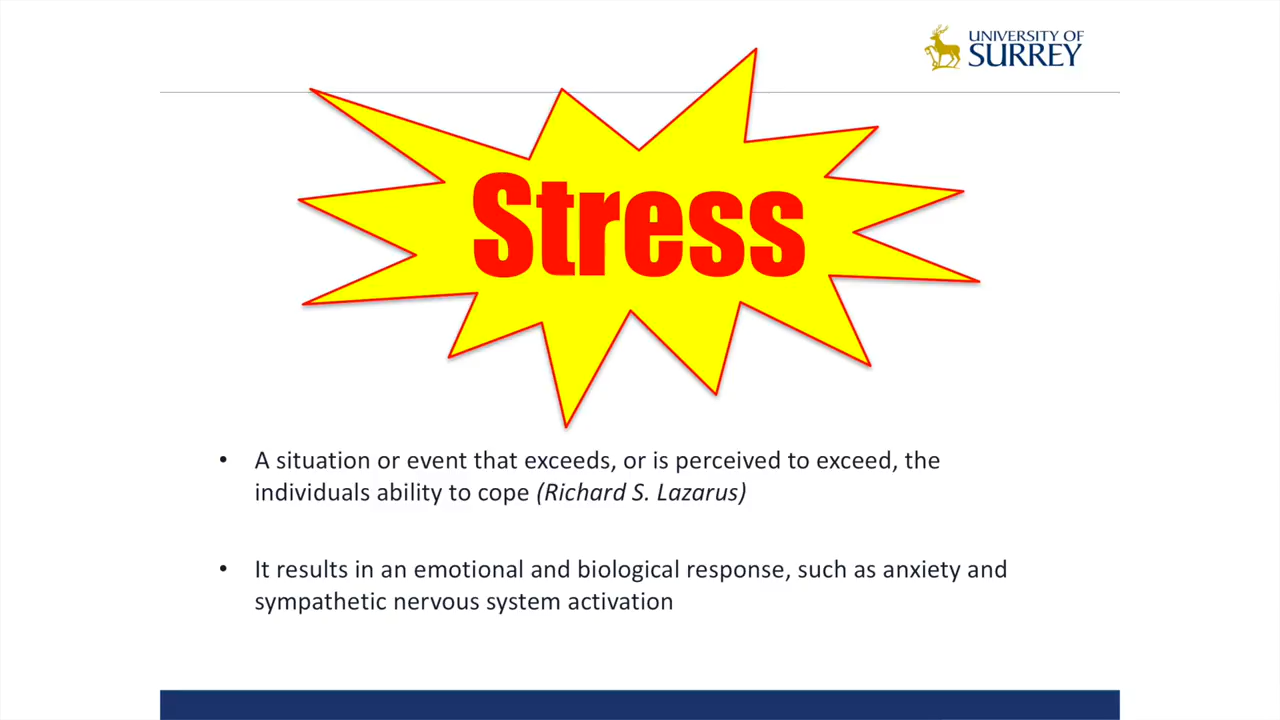 UNIVERSITY OF
SURREY
Stress
• A situation or event that exceeds, or is perceived to exceed, the
individuals ability to cope (Richard S. Lazarus)
• It results in an emotional and biological response, such as anxiety and
sympathetic nervous system activation